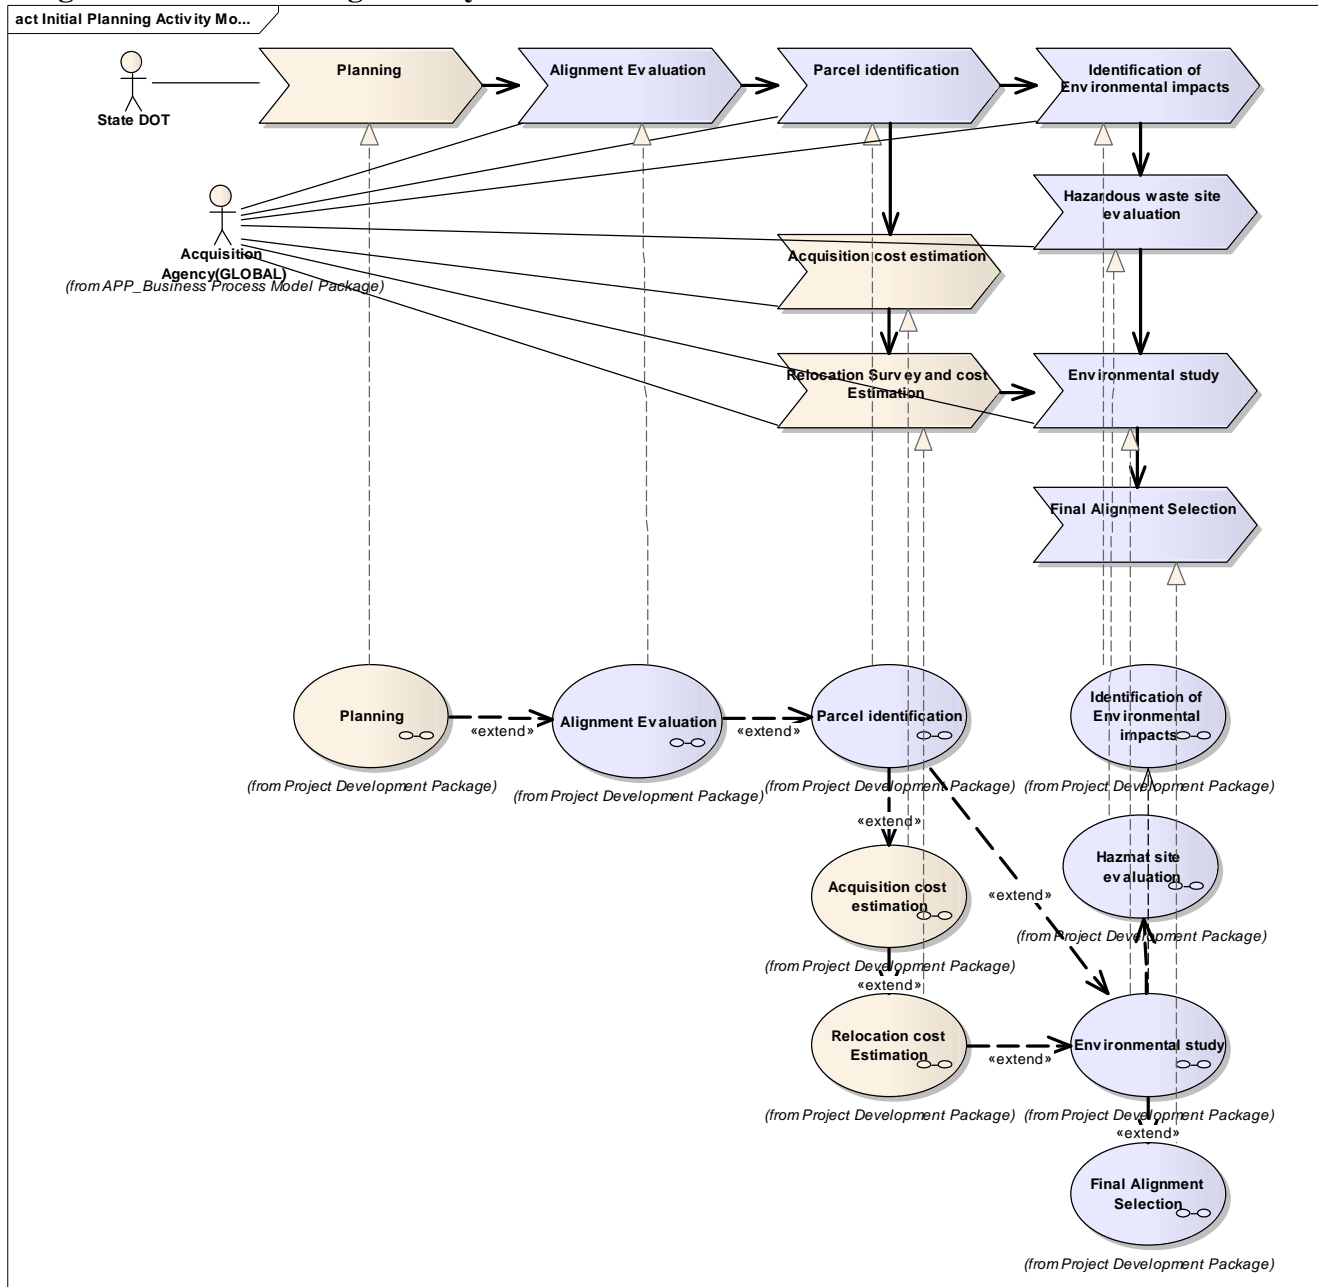 act Initial Planning Activity Mo...
Planning
Alignment Evaluation
Parcel identification
Identification of
Environmental impacts
State DOT
Hazardous waste site
evaluation
Acquisition
Agency(GLOBAL)
(from APP_Business Process Model Package)
Acquisition cost estimation
Relocation Survey and cost
Estimation
Environmental study
Final Alignment Selection
Planning
«extend»
(from Project Development Package)
Alignment Evaluation
«extend»
(from Project Development Package)
Parcel identification
(from Project Development Package)
Identification of
Environmental
impacts
(from Project Development Package)
«extend»
Hazmat site
evaluation
(from Project Development Package)
Acquisition cost
estimation
«extend»
(from Project Development Package)
«extend»
Relocation cost
Estimation
«extend»
Environmental study
(from Project Development Package)
(from Project Development Package)
«extend»
Final Alignment
Selection
(from Project Development Package)